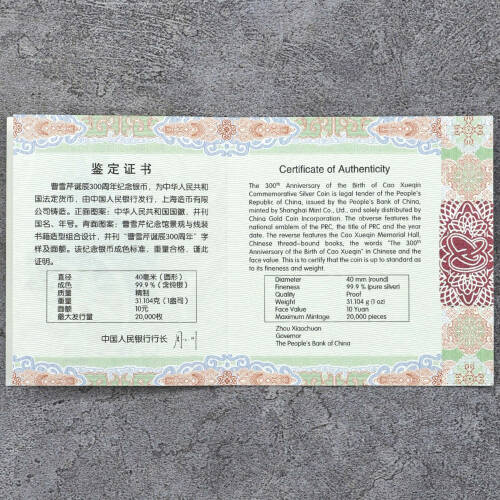 鉴定证书
曹雪芹诞辰300周年纪念银币，为中华人民共和
国法定货币，由中国人民银行发行，上海造币有限
公司铸造。正面图案：中华人民共和国国徽，并刊
国名、年号。背面图案：曹雪芹纪念馆景观与线装
书籍造型组合设计，并刊“曹雪芹诞辰300周年”字
样及面额。该纪念银币成色标准，重量合格，谨此
证明。
直径 40毫米（圆形）
成色 99.9％（含纯银）
质量 精制
重量 31.104克（1盎司）
面额 10元
最大发行量 20,000枚
中国人民银行行长
Certificate of Authenticity
The 300th Anniversary of the Birth of Cao Xueqin
Commemorative Silver Coin is legal tender of the People's
Republic of China, issued by the People's Bank of China,
minted by Shanghai Mint Co., Ltd., and solely distributed by
China Gold Coin Incorporation. The obverse features the
national emblem of the PRC, the title of PRC and the year
date. The reverse features the Cao Xueqin Memorial Hall,
Chinese thread-bound books, the words "The 300th
Anniversary of the Birth of Cao Xueqin" in Chinese and the
face value. This is to certify that the coin is up to standard as
to its fineness and weight.
Diameter 40 mm (round)
Fineness 99.9 % (pure silver)
Quality Proof
Weight 31.104 g (1 oz)
Face Value 10 Yuan
Maximum Mintage 20,000 pieces
Zhou Xiaochuan
Governor
The People's Bank of China